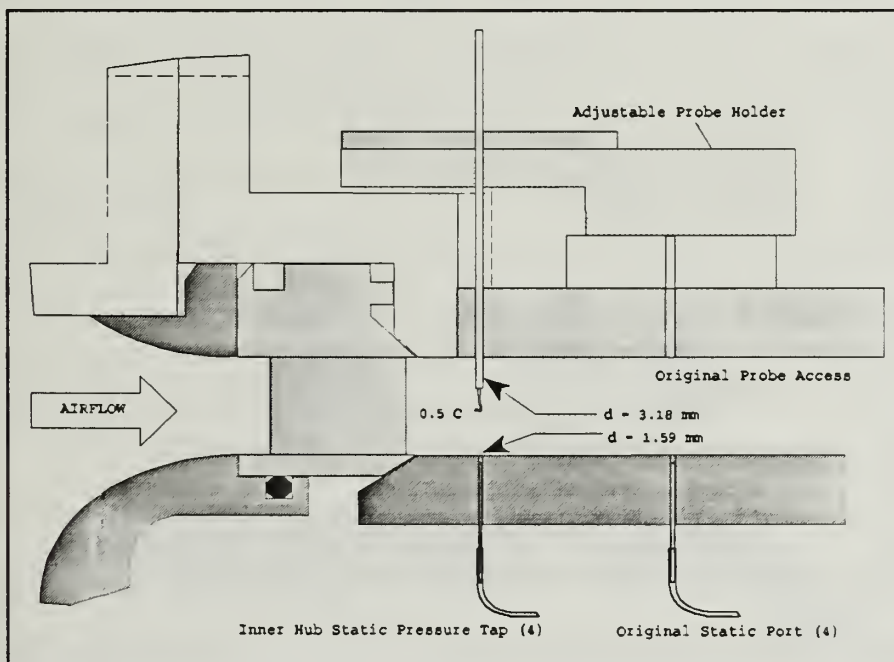 Adjustable Probe Holder
Original Probe Access
AIRFLOW
0.5 C
d - 3.18 mm
d - 1.59 mm
Inner Hub Static Pressure Tap (4)
Original Static Port (4)